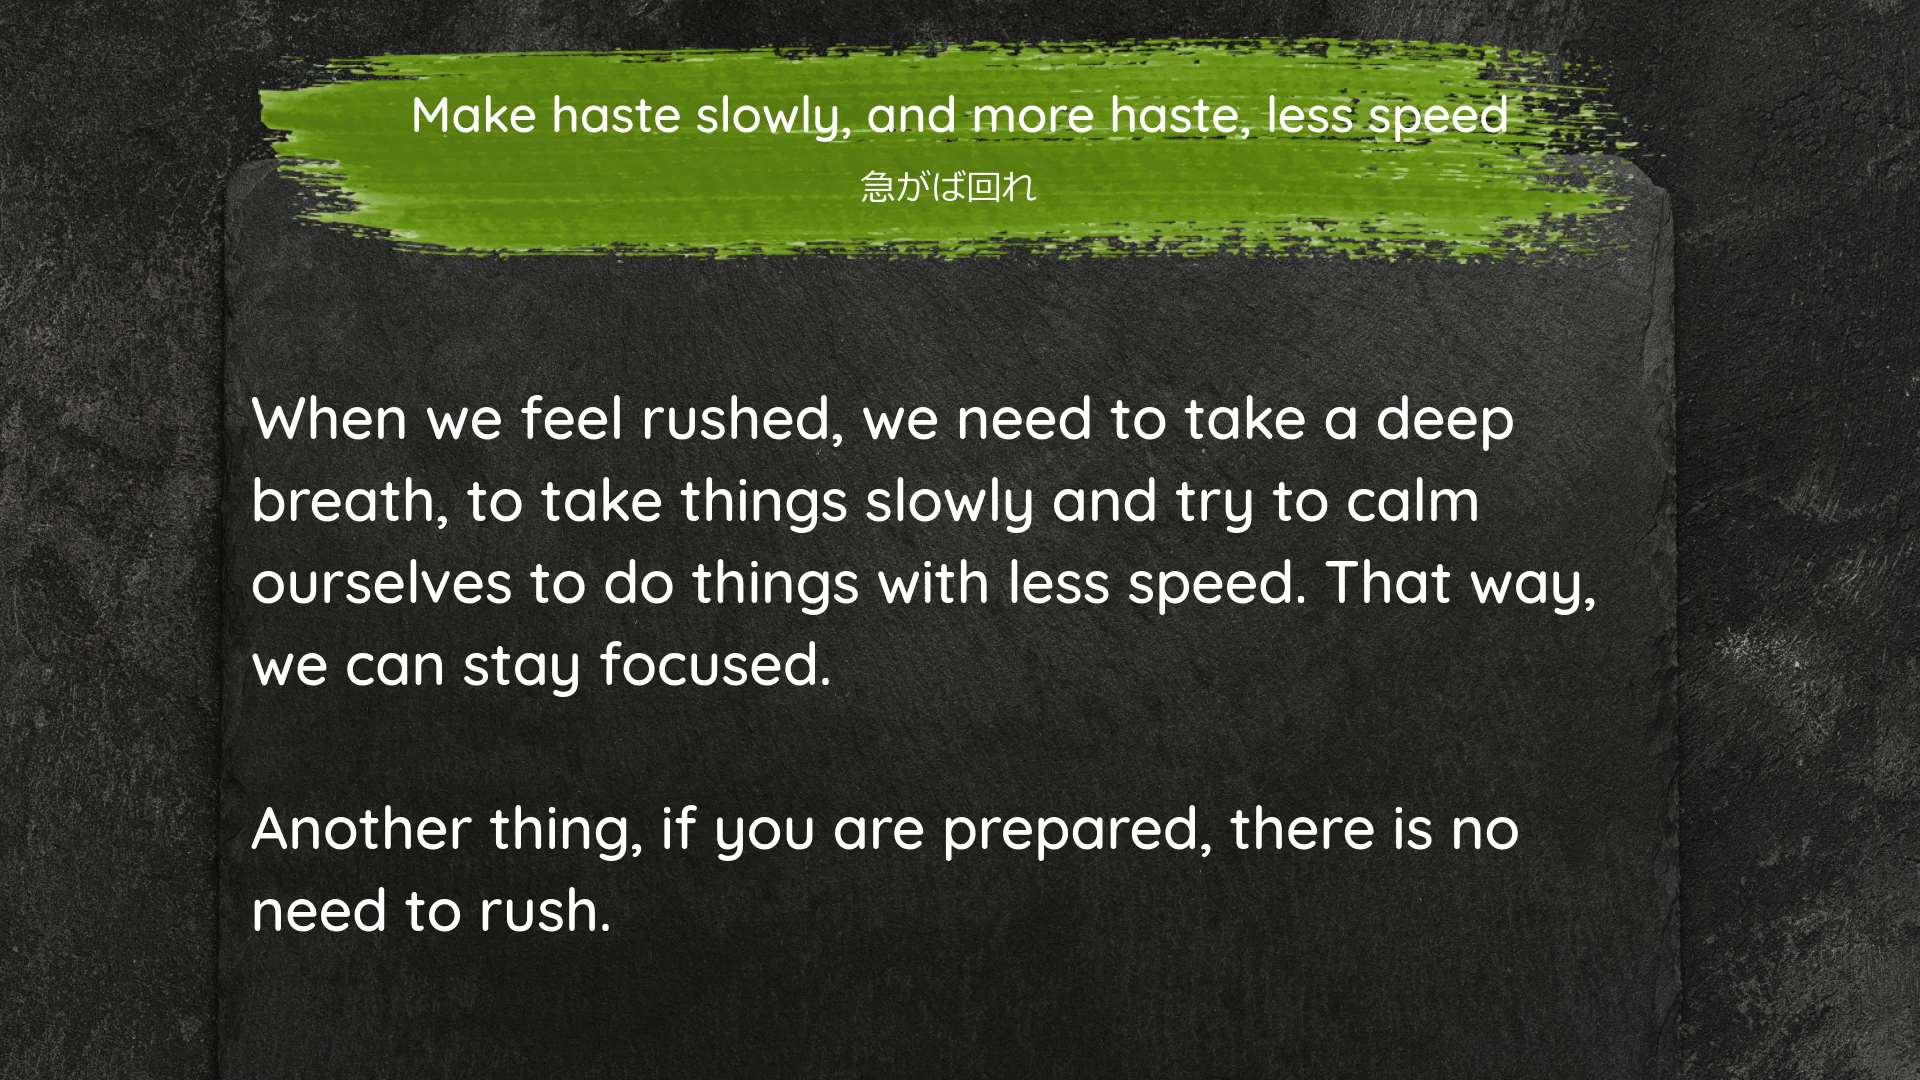 Make haste slowly, and more haste, less speed
急がば回れ
When we feel rushed, we need to take a deep
breath, to take things slowly and try to calm
ourselves to do things with less speed. That way,
we can stay focused.
Another thing, if you are prepared, there is no
need to rush.